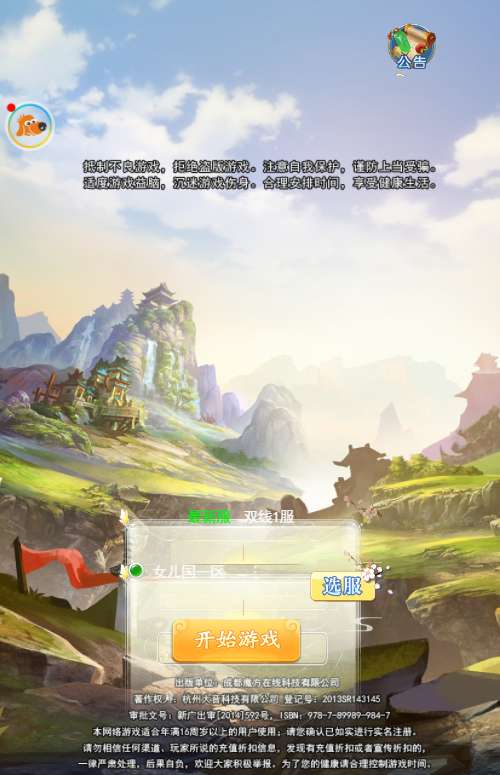 公告
抵制不良游戏，拒绝盗版游戏。注意自我保护，谨防上当受骗。
适度游戏益脑，沉迷游戏伤身。合理安排时间，享受健康生活。
最新服 双线1服
女儿国一区
选服
开始游戏
出版单位：成都魔方在线科技有限公司
著作权人：杭州大音科技有限公司 登记号：2013SR143145
审批文号：新广出审[2014]592号，ISBN：978-7-89989-984-7
本网络游戏适合年满16周岁以上的用户使用；请您确认已如实进行实名注册。
请勿相信任何渠道、玩家所说的充值折扣信息，发现有充值折扣或者宣传折扣的，
一律严肃处理，后果自负，欢迎大家积极举报。为了您的健康请合理控制游戏时间。